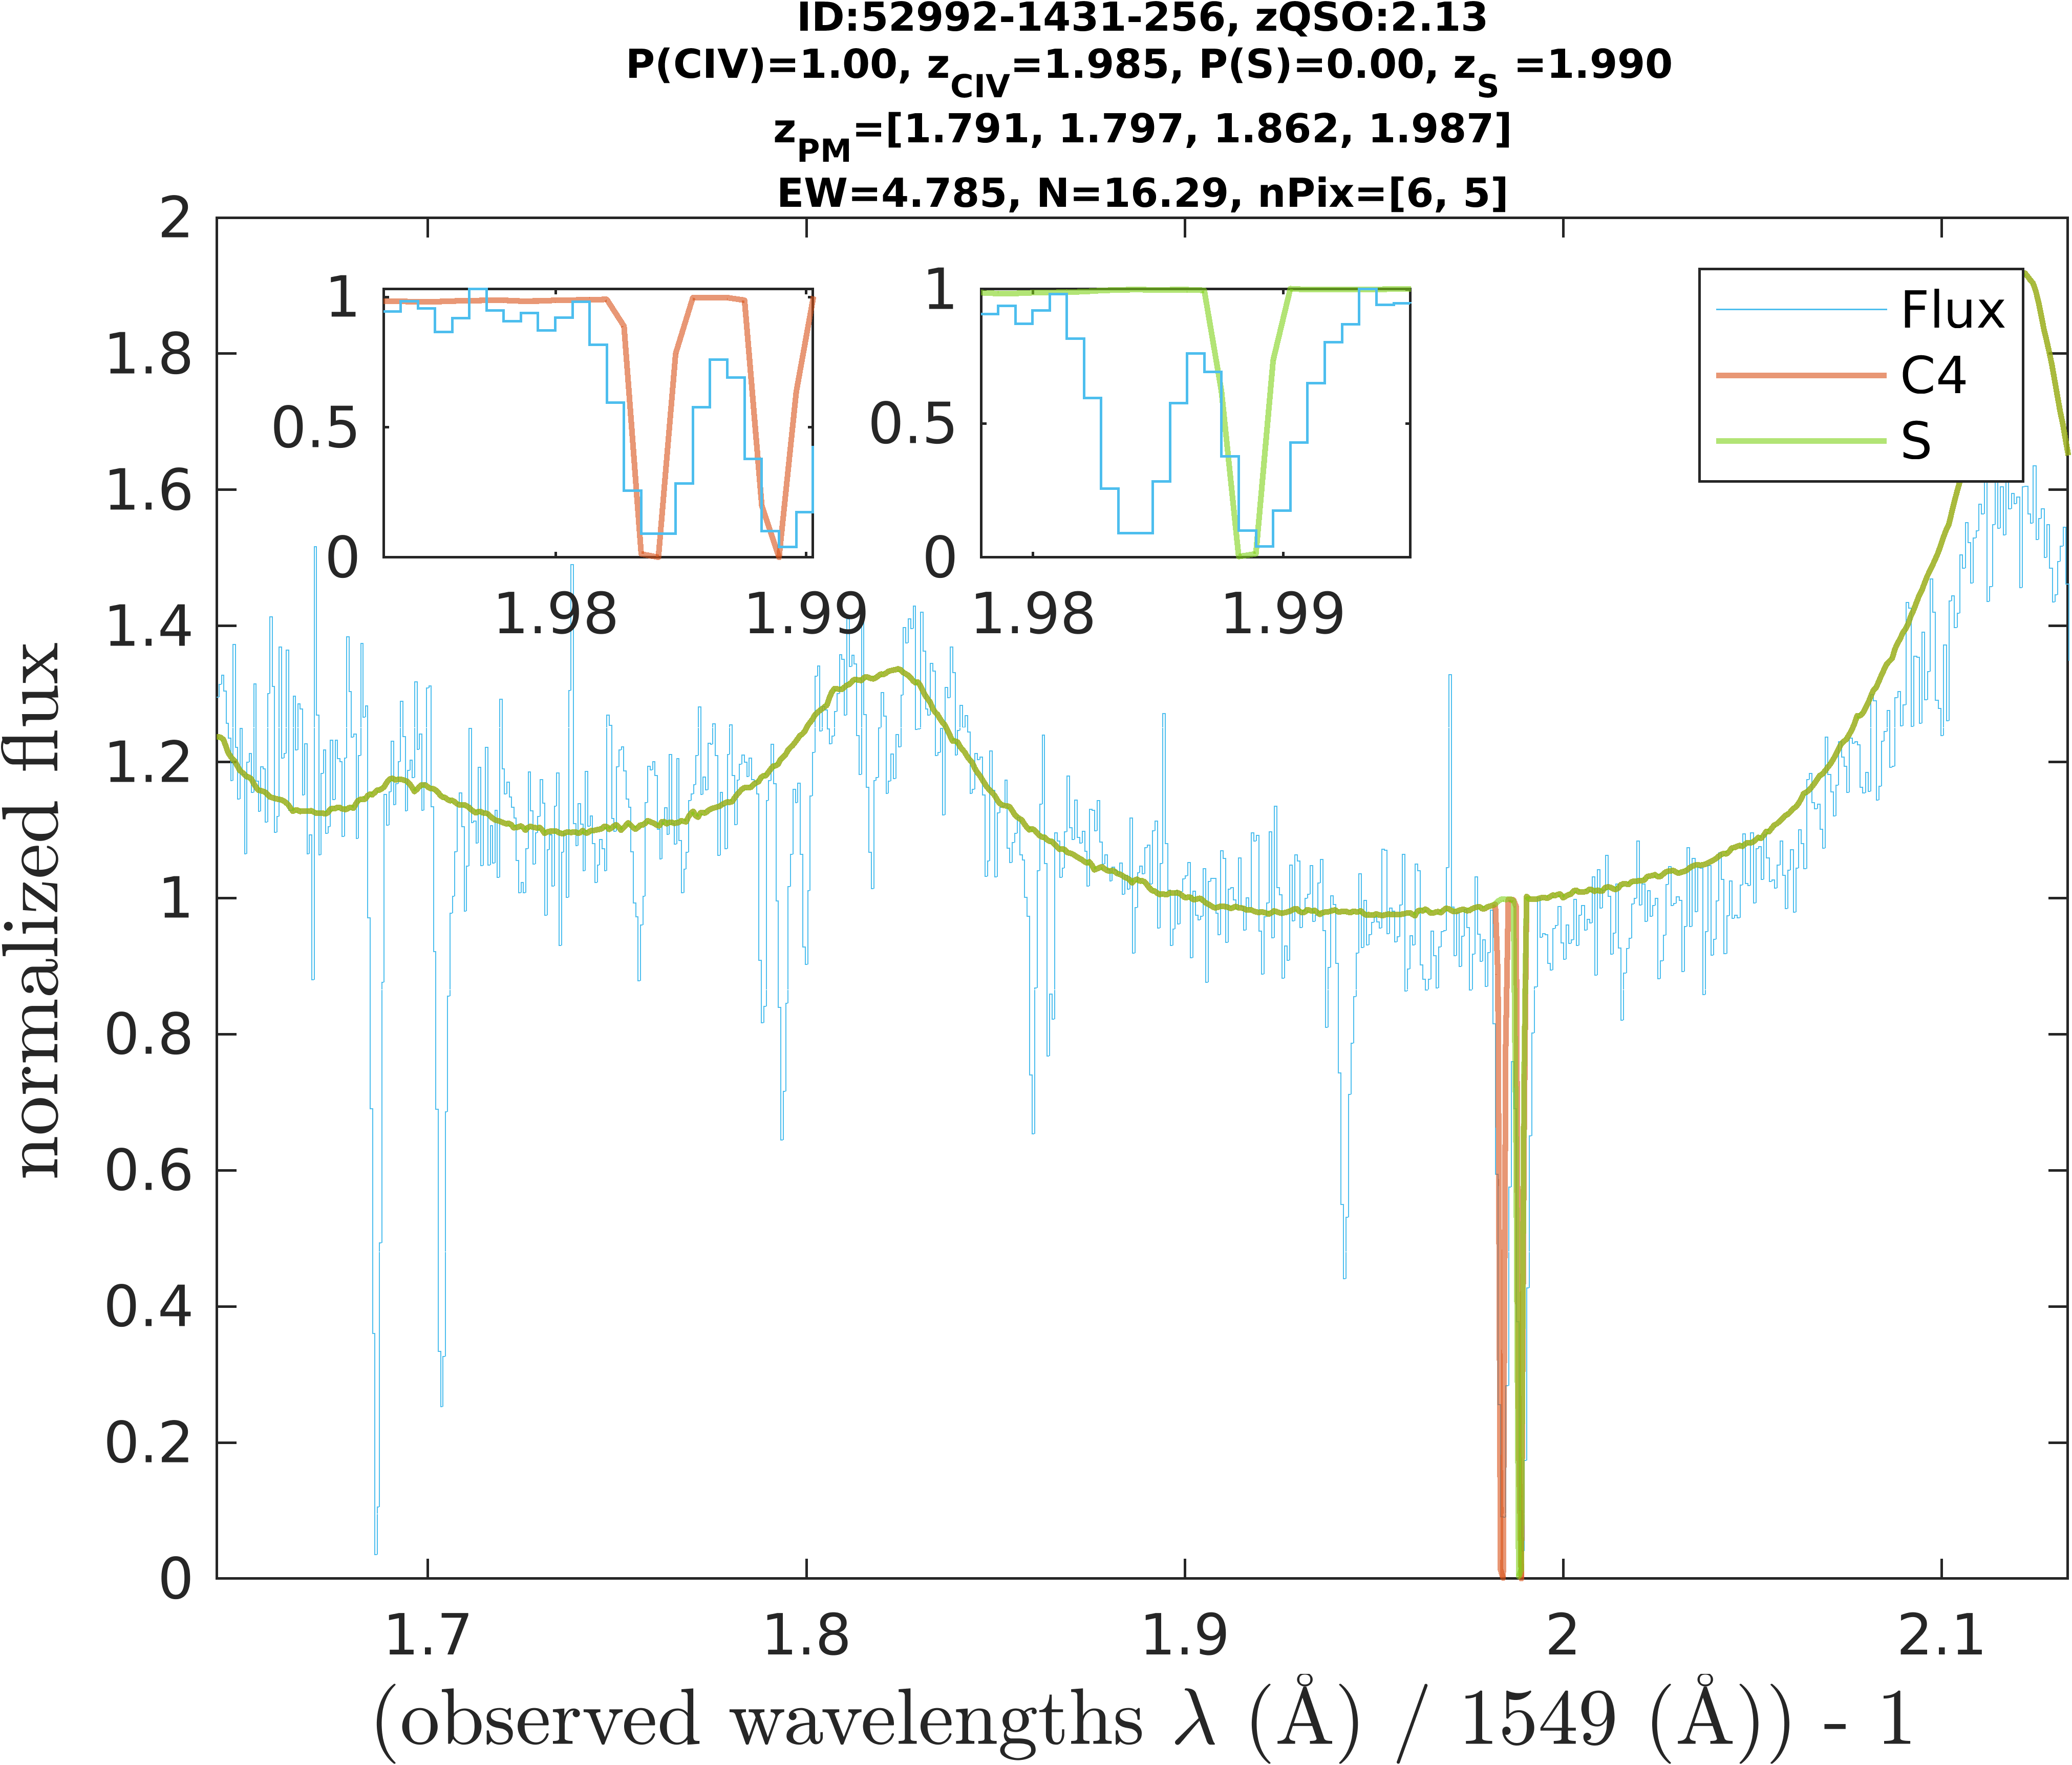 ID:52992-1431-256, zQSO:2.13
P(CIV)=1.00, z_CIV=1.985, P(S)=0.00, z_S =1.990
z_PM=[1.791, 1.797, 1.862, 1.987]
EW=4.785, N=16.29, nPix=[6, 5]
2
1.8
1.6
1.4
1.2
1
0.8
0.6
0.4
0.2
0
normalized flux
1
0.5
0
1.98 1.99
1
0.5
0
1.98 1.99
Flux
C4
S
1.7 1.8 1.9 2 2.1
(observed wavelengths λ (Å) / 1549 (Å)) - 1